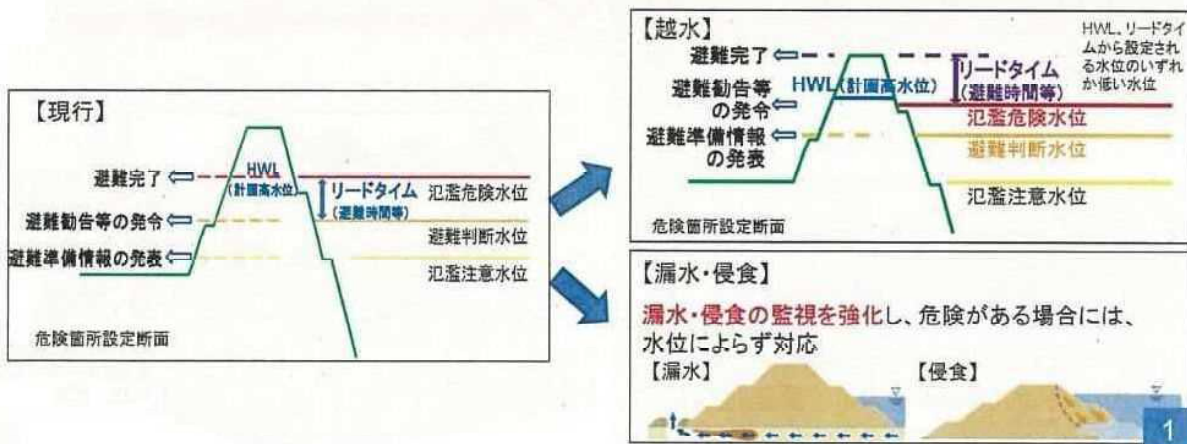 【現行】
避難完了
HWL
(計画高水位)
リードタイム
(避難時間等)
氾濫危険水位
避難勧告等の発令
避難判断水位
避難準備情報の発表
氾濫注意水位
危険箇所設定断面
【越水】
避難完了
HWL、リードタイ
ムから設定され
る水位のいずれ
か低い水位
リードタイム
(避難時間等)
避難勧告等
の発令
HWL(計画高水位)
氾濫危険水位
避難準備情報
の発表
避難判断水位
氾濫注意水位
危険箇所設定断面
【漏水・侵食】
漏水・侵食の監視を強化し、危険がある場合には、
水位によらず対応
【漏水】
【侵食】
1